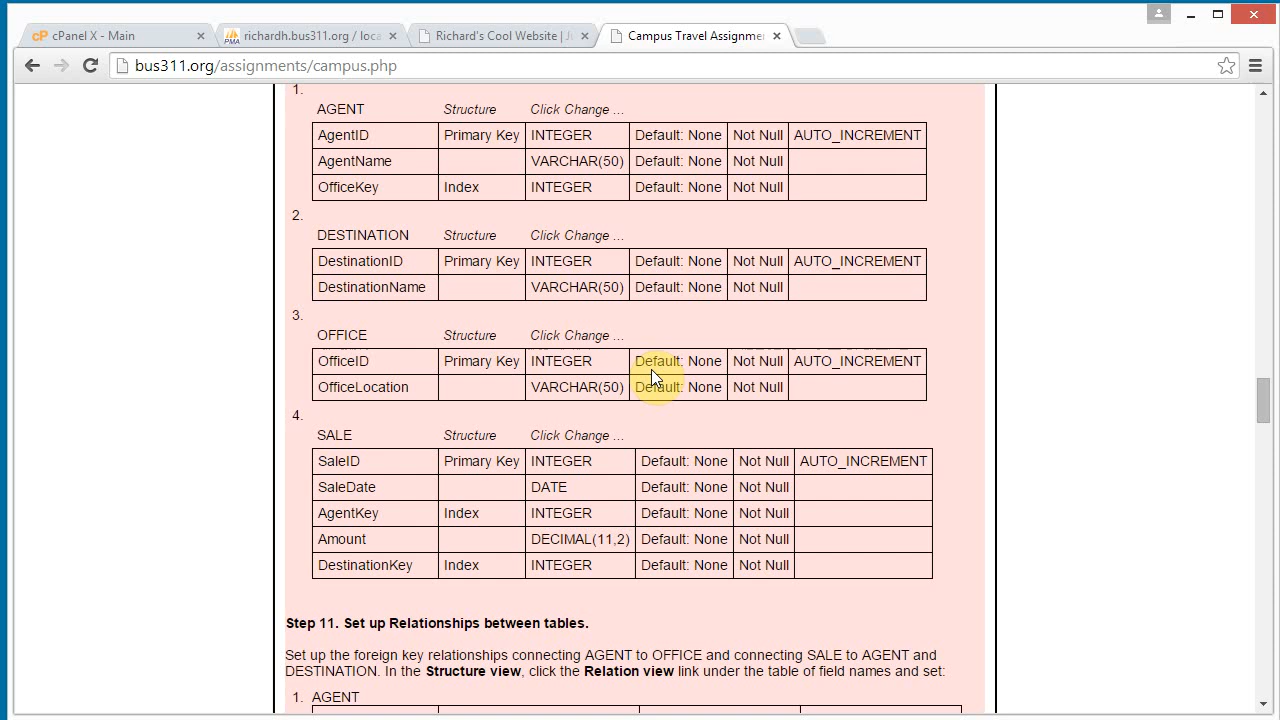 cPanel X - Main
richardh.bus311.org / loca
Richard's Cool Website | Ji
Campus Travel Assignme
bus311.org/assignments/campus.php
1.
AGENT Structure Click Change ...
AgentID Primary Key INTEGER Default: None Not Null AUTO_INCREMENT
AgentName VARCHAR(50) Default: None Not Null
OfficeKey Index INTEGER Default: None Not Null
2.
DESTINATION Structure Click Change ...
DestinationID Primary Key INTEGER Default: None Not Null AUTO_INCREMENT
DestinationName VARCHAR(50) Default: None Not Null
3.
OFFICE Structure Click Change ...
OfficeID Primary Key INTEGER Default: None Not Null AUTO_INCREMENT
OfficeLocation VARCHAR(50) Default: None Not Null
4.
SALE Structure Click Change ...
SaleID Primary Key INTEGER Default: None Not Null AUTO_INCREMENT
SaleDate DATE Default: None Not Null
AgentKey Index INTEGER Default: None Not Null
Amount DECIMAL(11,2) Default: None Not Null
DestinationKey Index INTEGER Default: None Not Null
Step 11. Set up Relationships between tables.
Set up the foreign key relationships connecting AGENT to OFFICE and connecting SALE to AGENT and
DESTINATION. In the Structure view, click the Relation view link under the table of field names and set:
1. AGENT